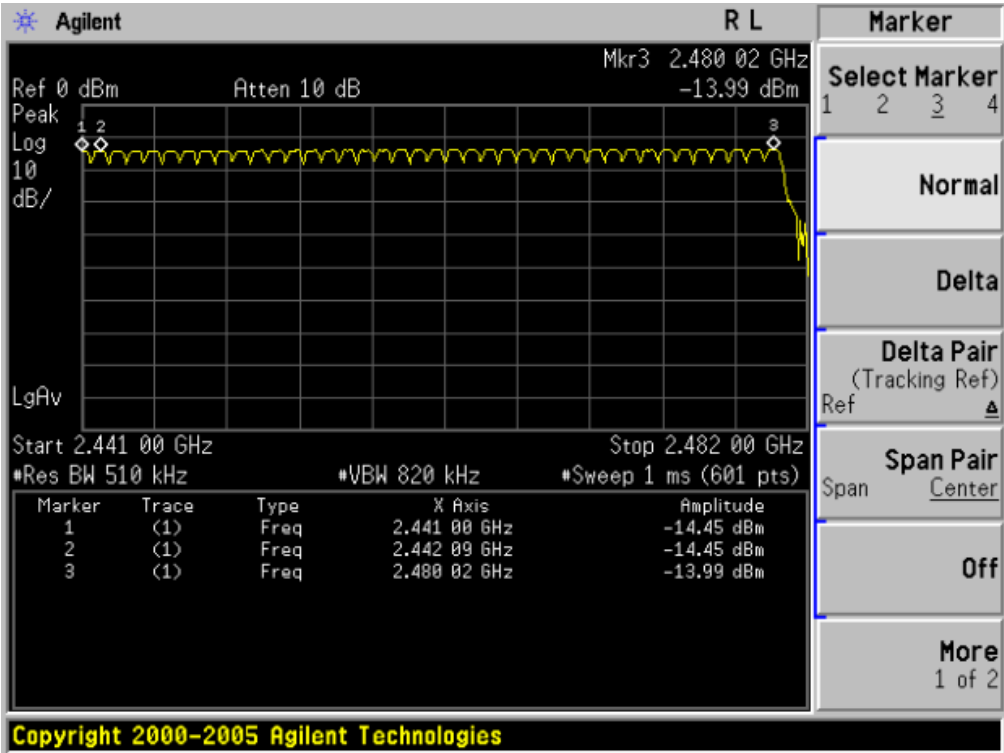 Agilent R L Marker
Mkr3 2.480 02 GHz
Ref 0 dBm Atten 10 dB -13.99 dBm
Peak
Log
10
dB/
1 2 3
LgAv
Start 2.441 00 GHz Stop 2.482 00 GHz
#Res BW 510 kHz #VBW 820 kHz #Sweep 1 ms (601 pts)
Marker Trace Type X Axis Amplitude
1 (1) Freq 2.441 00 GHz -14.45 dBm
2 (1) Freq 2.442 09 GHz -14.45 dBm
3 (1) Freq 2.480 02 GHz -13.99 dBm
Select Marker
1 2 3 4
Normal
Delta
Delta Pair
(Tracking Ref)
Ref Δ
Span Pair
Span Center
Off
More
1 of 2
Copyright 2000-2005 Agilent Technologies